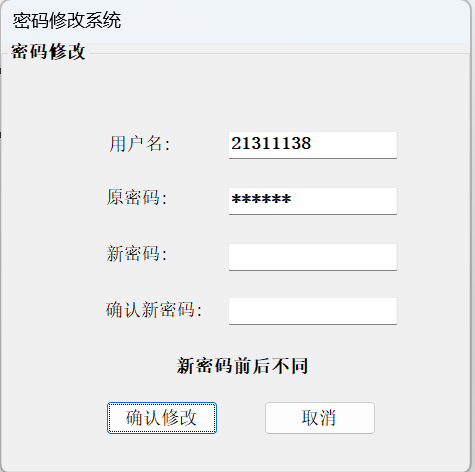 密码修改系统
密码修改
用户名: 21311138
原密码: ******
新密码:
确认新密码:
新密码前后不同
确认修改 取消